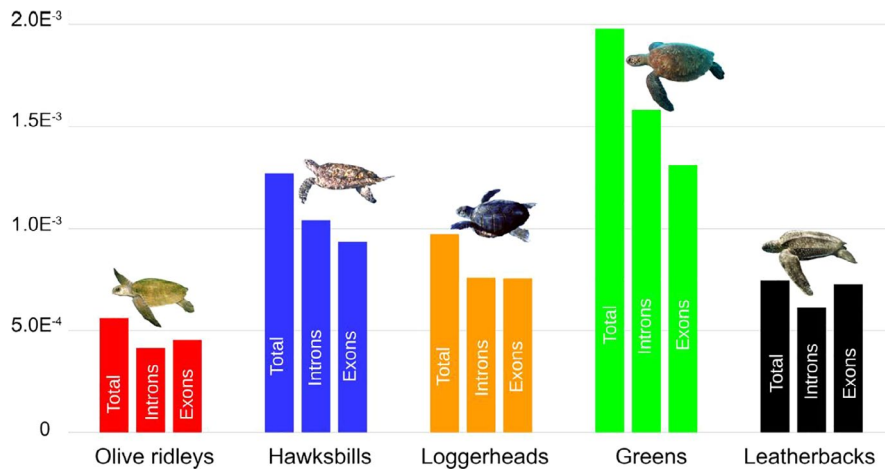 2.0E⁻³
1.5E⁻³
1.0E⁻³
5.0E⁻⁴
0
Total Introns Exons
Total Introns Exons
Total Introns Exons
Total Introns Exons
Total Introns Exons
Olive ridleys Hawksbills Loggerheads Greens Leatherbacks